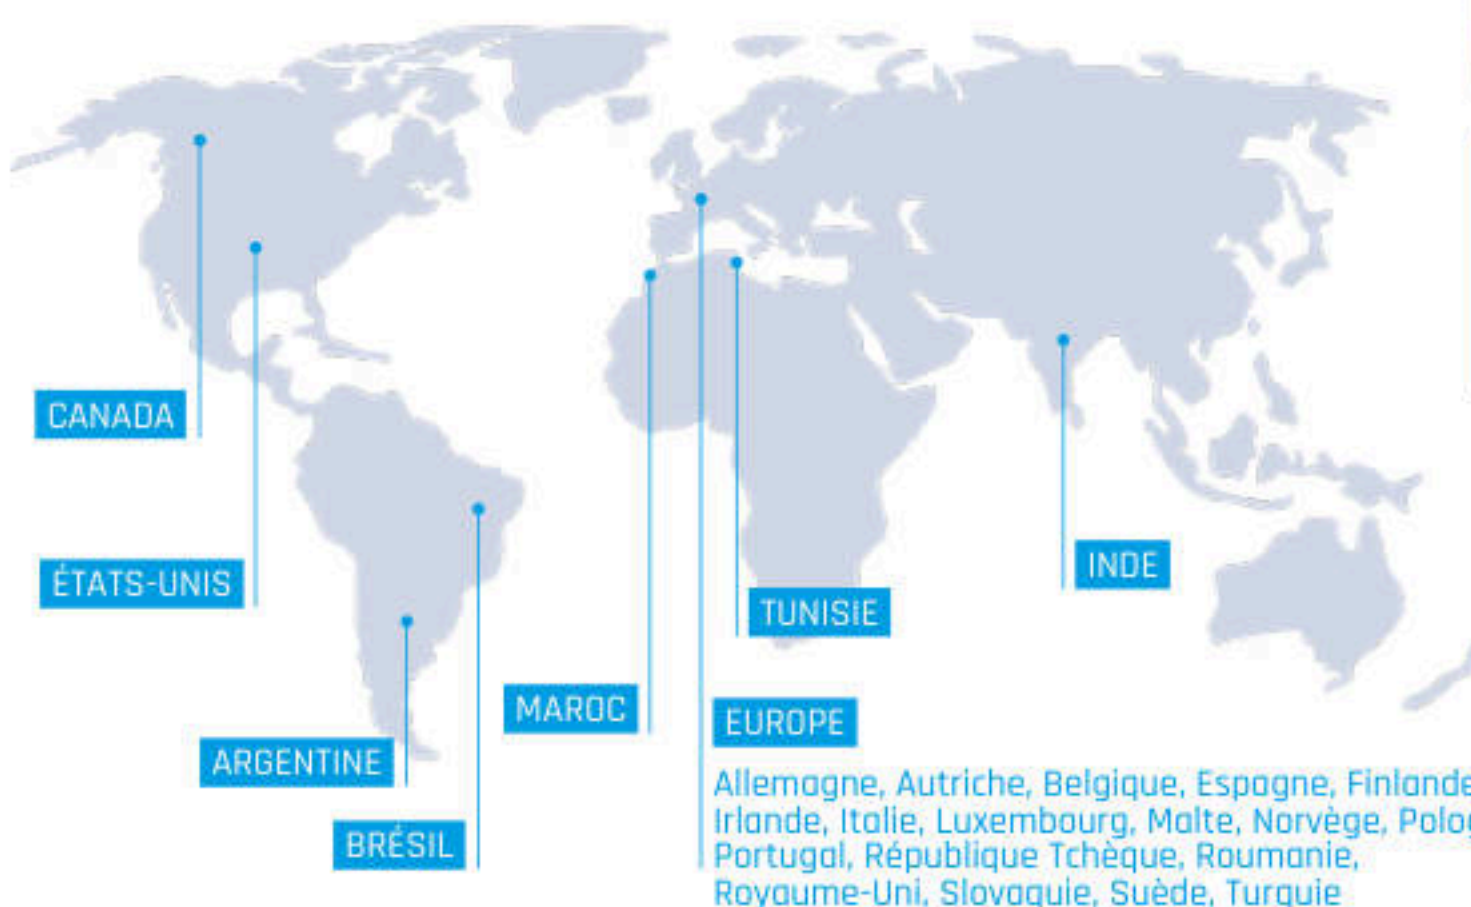 CANADA
ÉTATS-UNIS
INDE
TUNISIE
MAROC
EUROPE
ARGENTINE
BRÉSIL
Allemagne, Autriche, Belgique, Espagne, Finlande
Irlande, Italie, Luxembourg, Malte, Norvège,
Portugal, République Tchèque, Roumanie,
Royaume-Uni, Slovaquie, Suède, Turquie